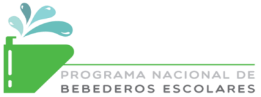 PROGRAMA NACIONAL DE
BEBEDEROS ESCOLARES